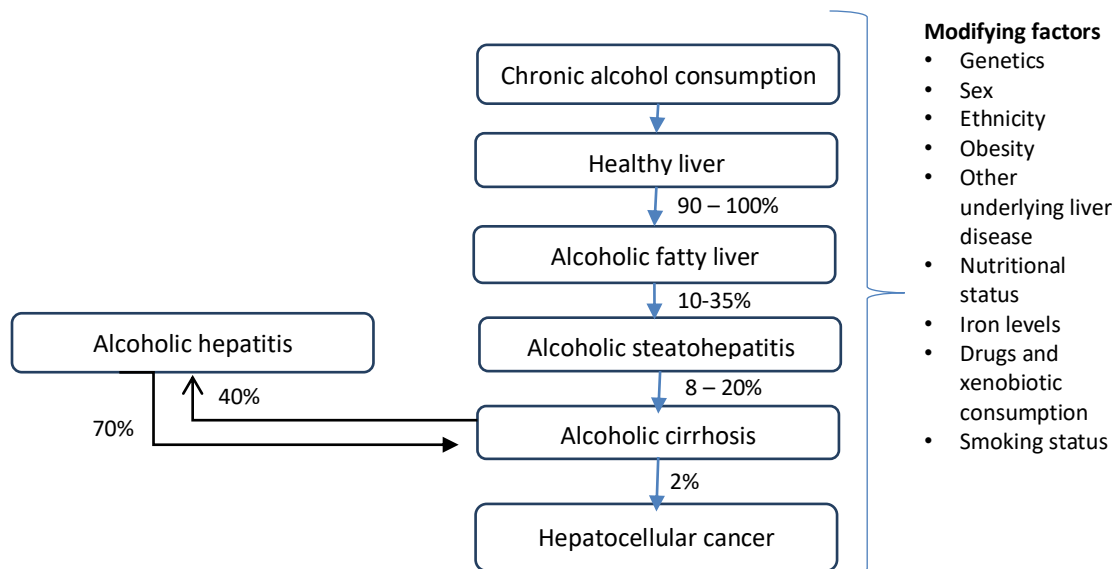 Chronic alcohol consumption
Healthy liver
90 – 100%
Alcoholic fatty liver
10-35%
Alcoholic steatohepatitis
8 – 20%
Alcoholic cirrhosis
2%
Hepatocellular cancer
Alcoholic hepatitis
40%
70%
Modifying factors
• Genetics
• Sex
• Ethnicity
• Obesity
• Other
underlying liver
disease
• Nutritional
status
• Iron levels
• Drugs and
xenobiotic
consumption
• Smoking status